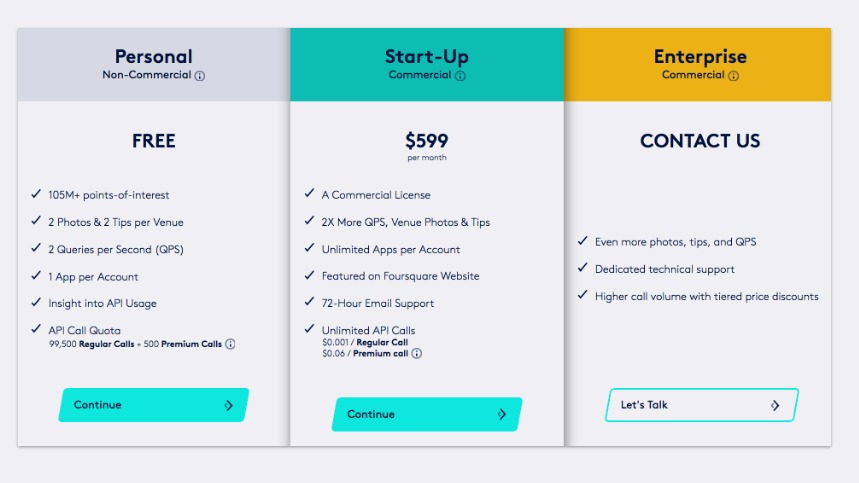 Personal
Non-Commercial
FREE
105M+ points-of-interest
2 Photos & 2 Tips per Venue
2 Queries per Second (QPS)
1 App per Account
Insight into API Usage
API Call Quota
99,500 Regular Calls + 500 Premium Calls
Continue
Start-Up
Commercial
$599
per month
A Commercial License
2X More QPS, Venue Photos & Tips
Unlimited Apps per Account
Featured on Foursquare Website
72-Hour Email Support
Unlimited API Calls
$0.001 / Regular Call
$0.06 / Premium call
Continue
Enterprise
Commercial
CONTACT US
Even more photos, tips, and QPS
Dedicated technical support
Higher call volume with tiered price discounts
Let's Talk